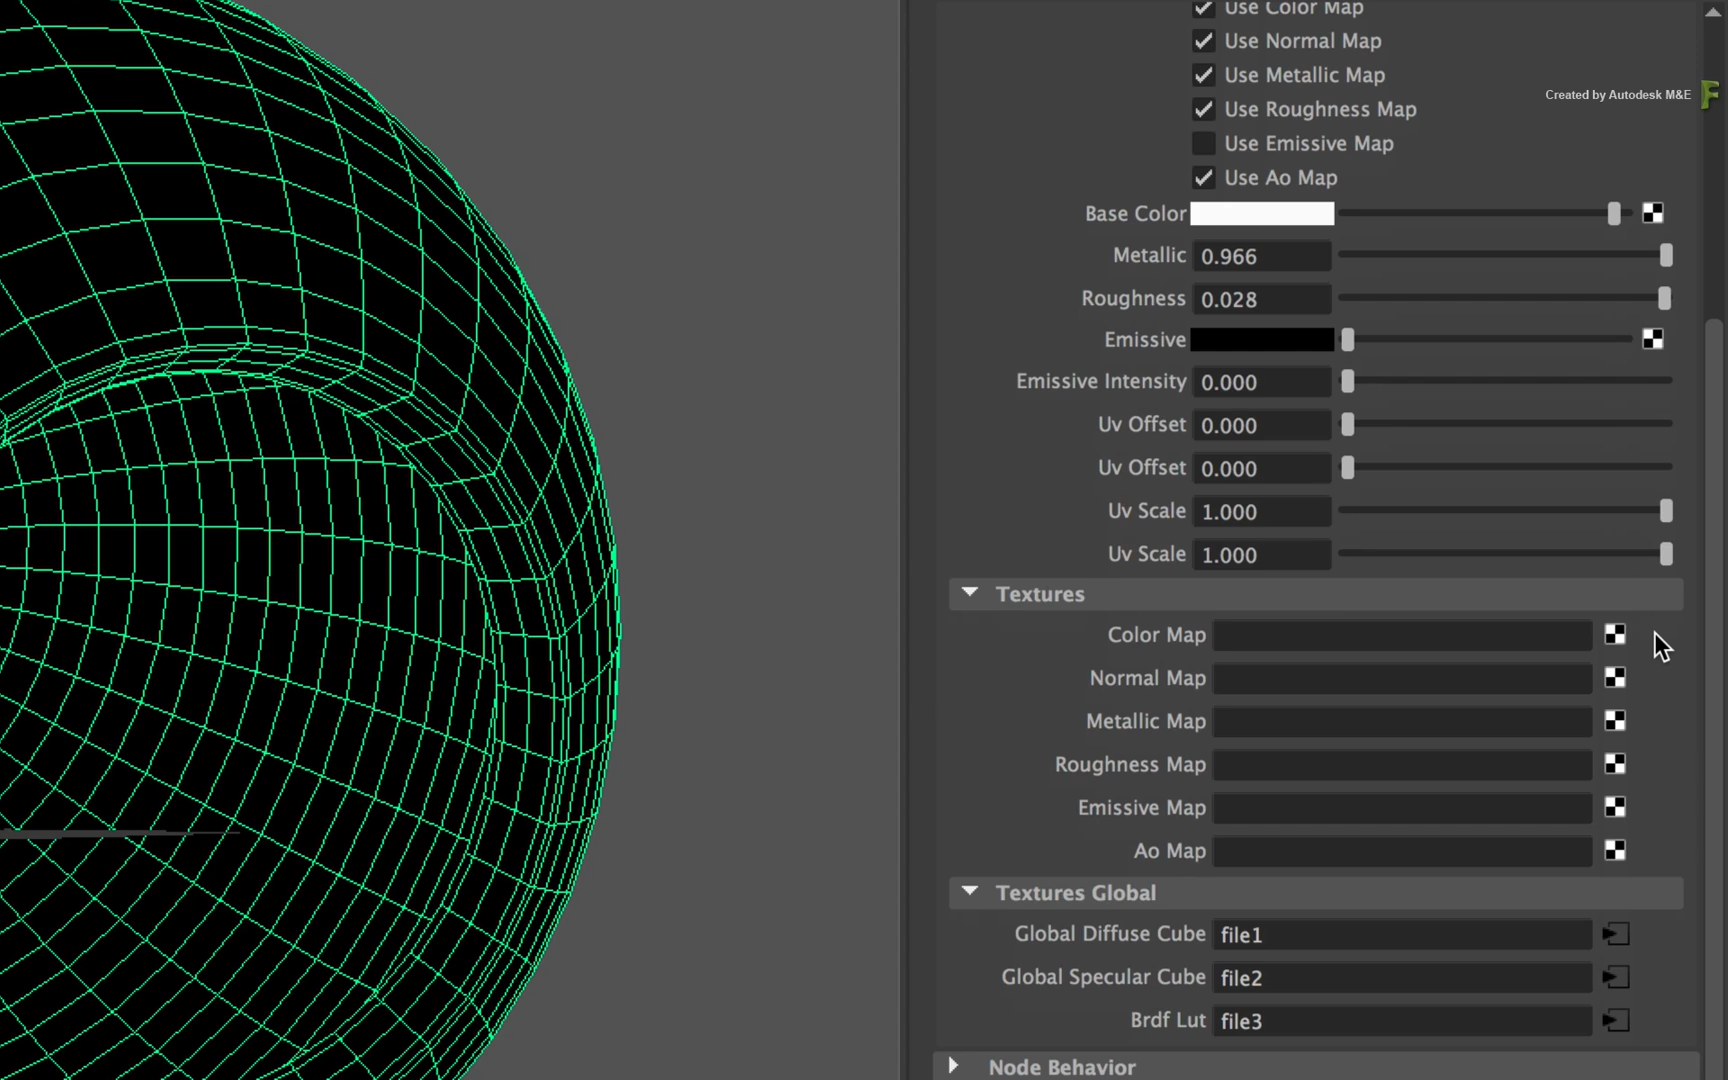 Use Color Map
Use Normal Map
Use Metallic Map
Created by Autodesk M&E
Use Roughness Map
Use Emissive Map
Use Ao Map
Base Color
Metallic 0.966
Roughness 0.028
Emissive
Emissive Intensity 0.000
Uv Offset 0.000
Uv Offset 0.000
Uv Scale 1.000
Uv Scale 1.000
Textures
Color Map
Normal Map
Metallic Map
Roughness Map
Emissive Map
Ao Map
Textures Global
Global Diffuse Cube file1
Global Specular Cube file2
Brdf Lut file3
Node Behavior